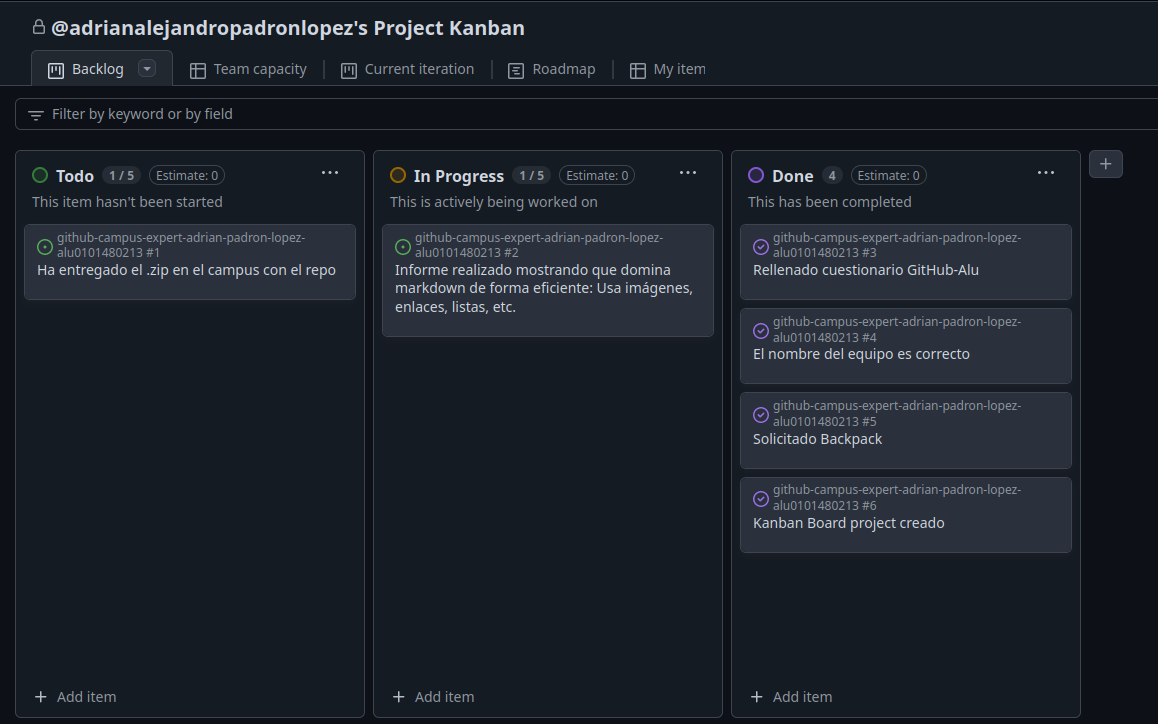 @adrianalejandropadronlopez's Project Kanban
Backlog
Team capacity
Current iteration
Roadmap
My item
Filter by keyword or by field
Todo 1 / 5 Estimate: 0
This item hasn't been started
github-campus-expert-adrian-padron-lopez-
alu0101480213 #1
Ha entregado el .zip en el campus con el repo
Add item
In Progress 1 / 5 Estimate: 0
This is actively being worked on
github-campus-expert-adrian-padron-lopez-
alu0101480213 #2
Informe realizado mostrando que domina
markdown de forma eficiente: Usa imágenes,
enlaces, listas, etc.
Add item
Done 4 Estimate: 0
This has been completed
github-campus-expert-adrian-padron-lopez-
alu0101480213 #3
Rellenado cuestionario GitHub-Alu
github-campus-expert-adrian-padron-lopez-
alu0101480213 #4
El nombre del equipo es correcto
github-campus-expert-adrian-padron-lopez-
alu0101480213 #5
Solicitado Backpack
github-campus-expert-adrian-padron-lopez-
alu0101480213 #6
Kanban Board project creado
Add item